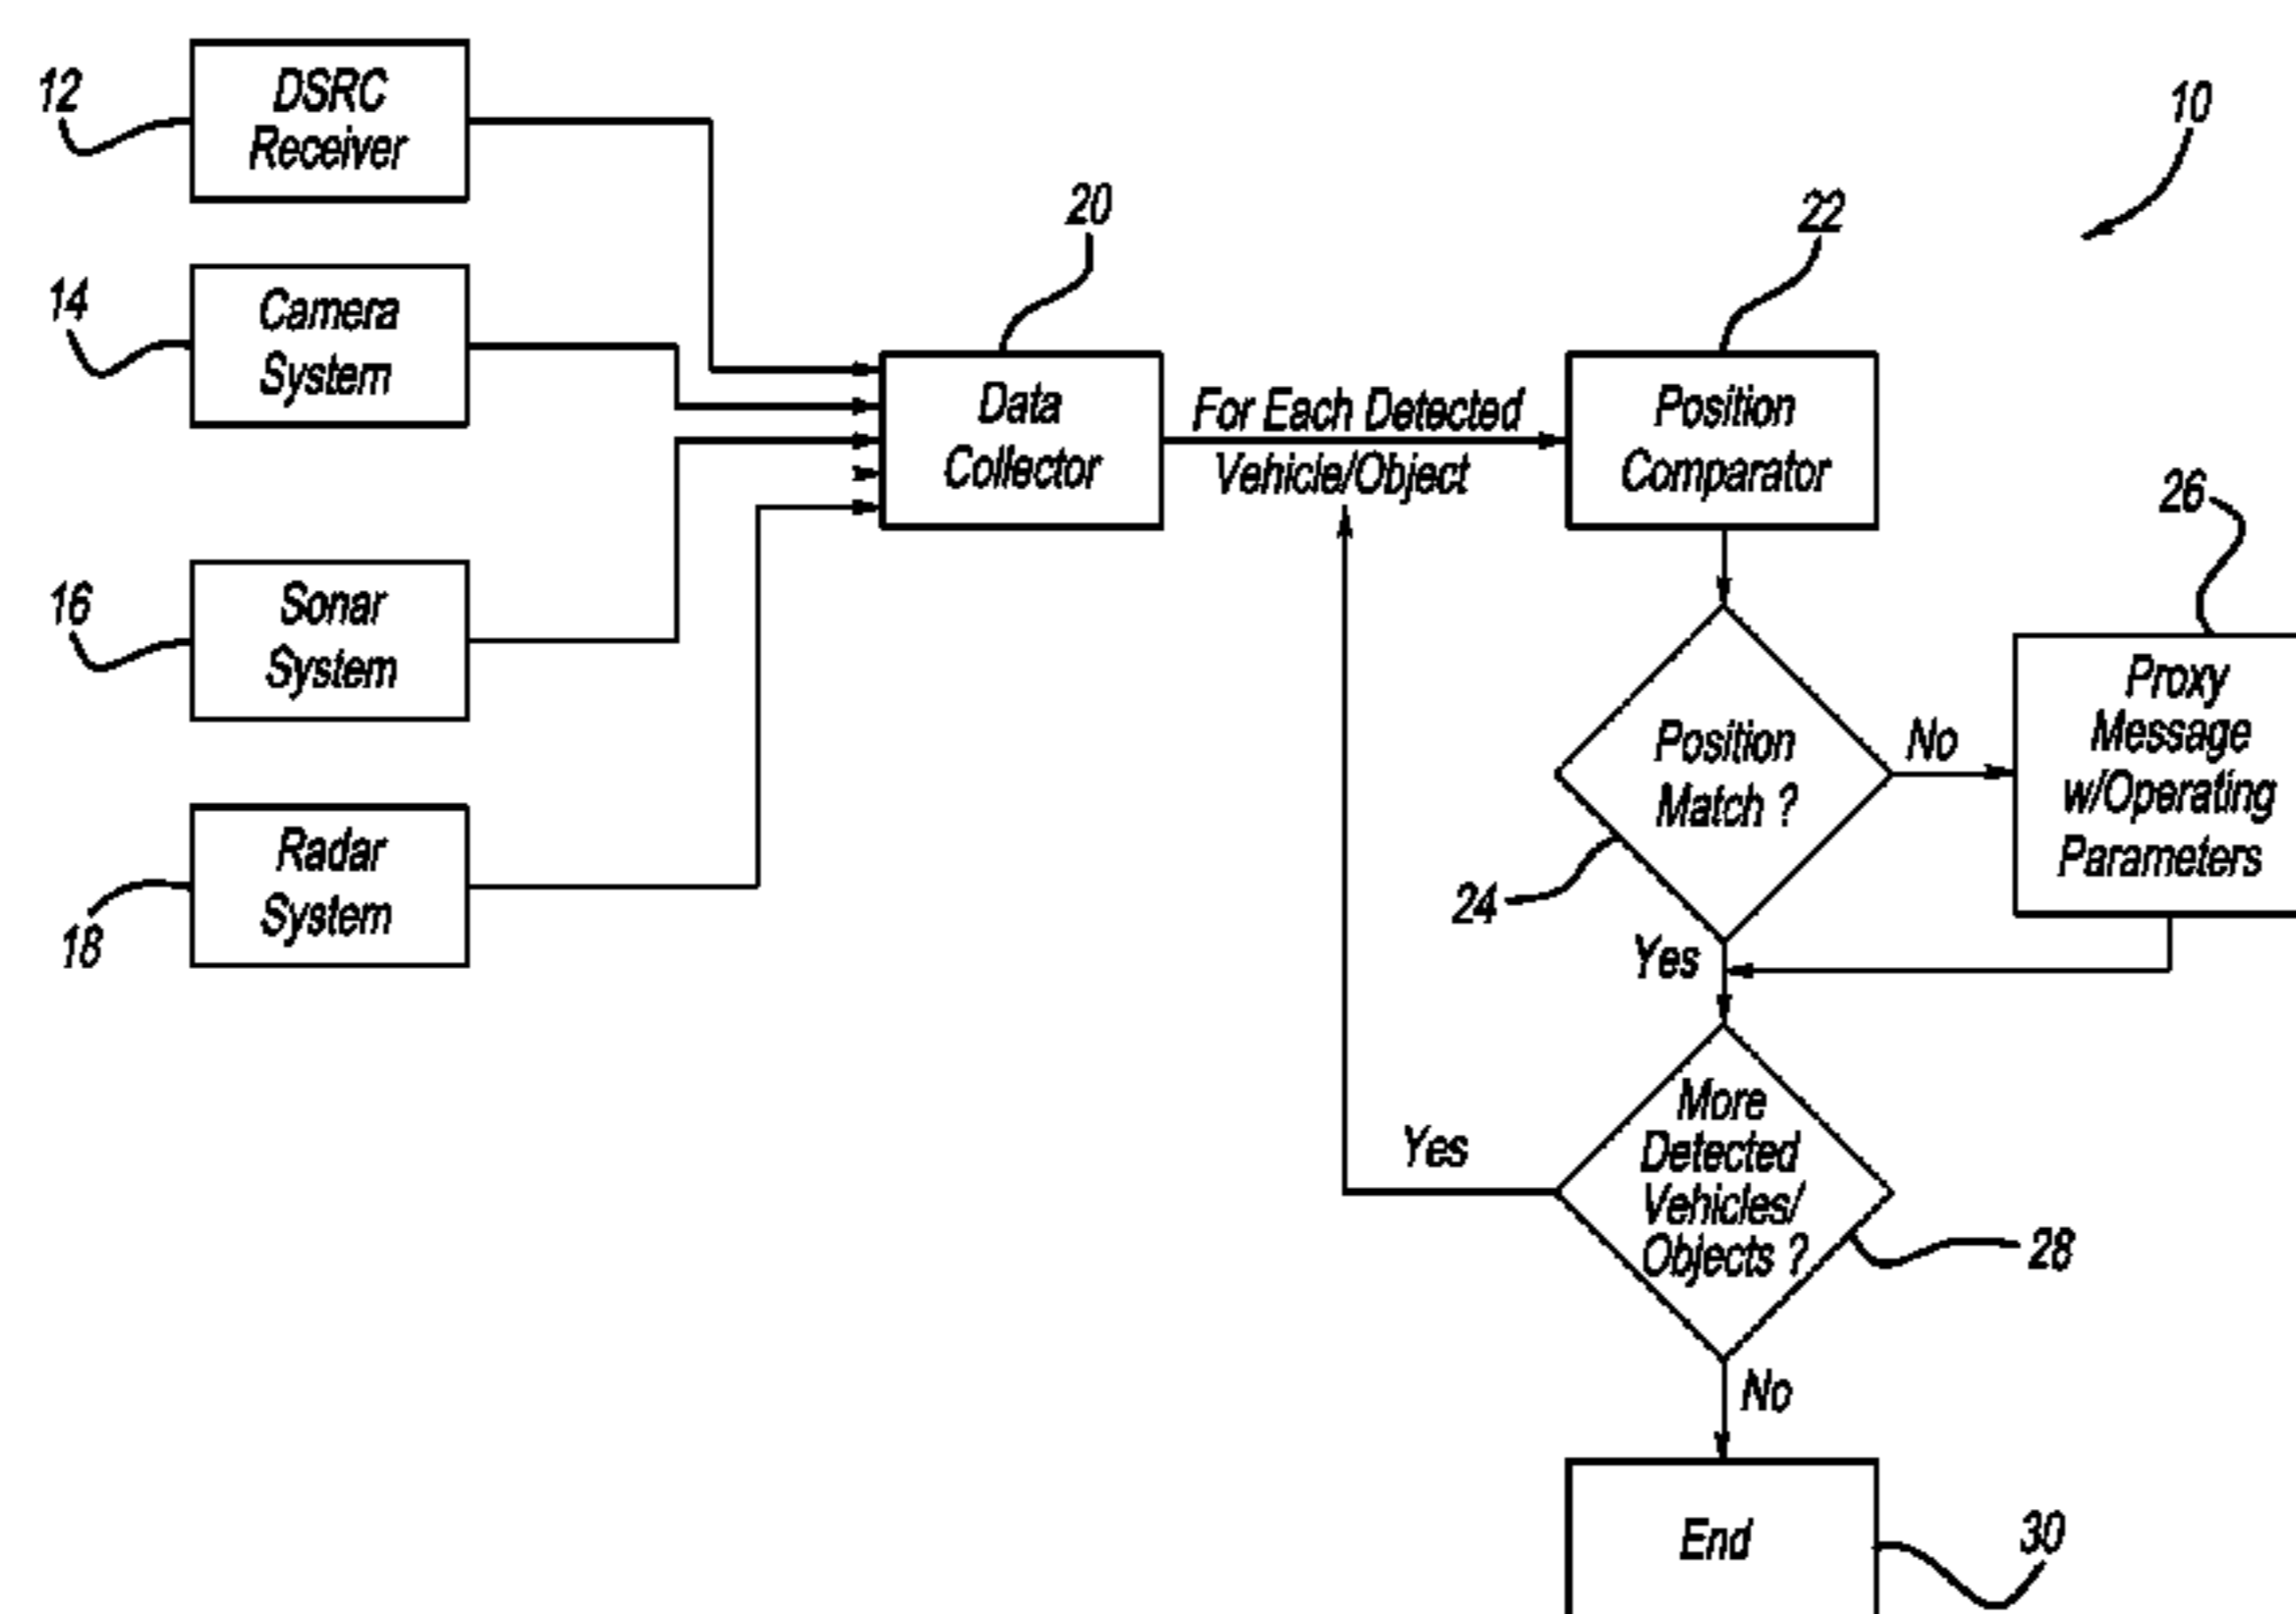 12
DSRC
Receiver
10
14
Camera
System
20
22
Data
Collector
For Each Detected
Vehicle/Object
Position
Comparator
26
16
Sonar
System
Proxy
Message
w/Operating
Parameters
Position
Match ?
No
24
Yes
18
Radar
System
More
Detected
Vehicles/
Objects ?
Yes
28
No
End
30